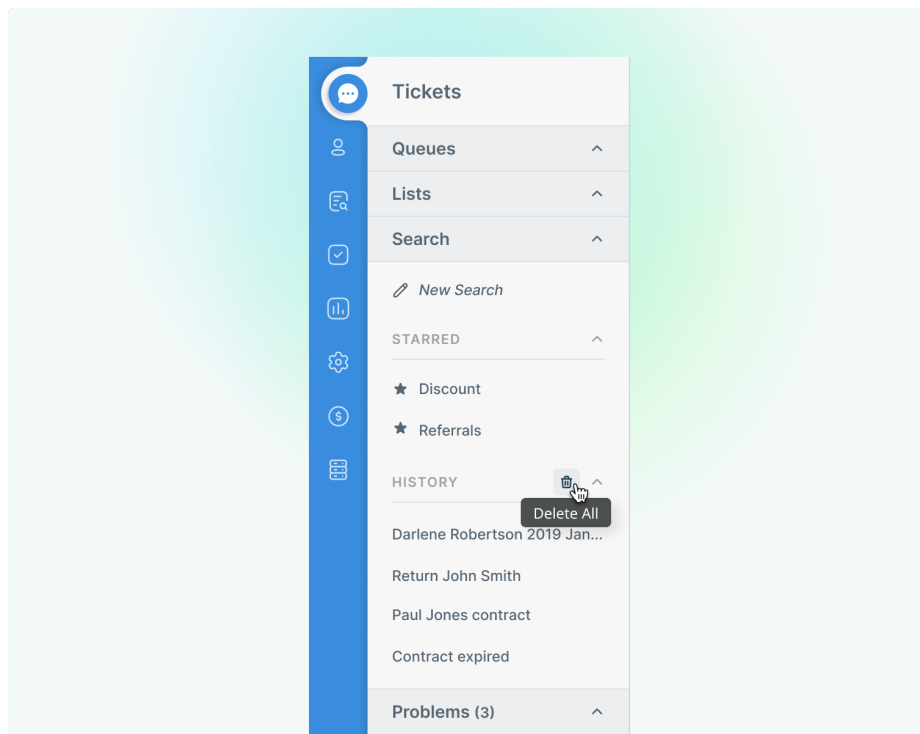 Tickets
Queues
Lists
Search
New Search
STARRED
Discount
Referrals
HISTORY
Delete All
Darlene Robertson 2019 Jan...
Return John Smith
Paul Jones contract
Contract expired
Problems (3)